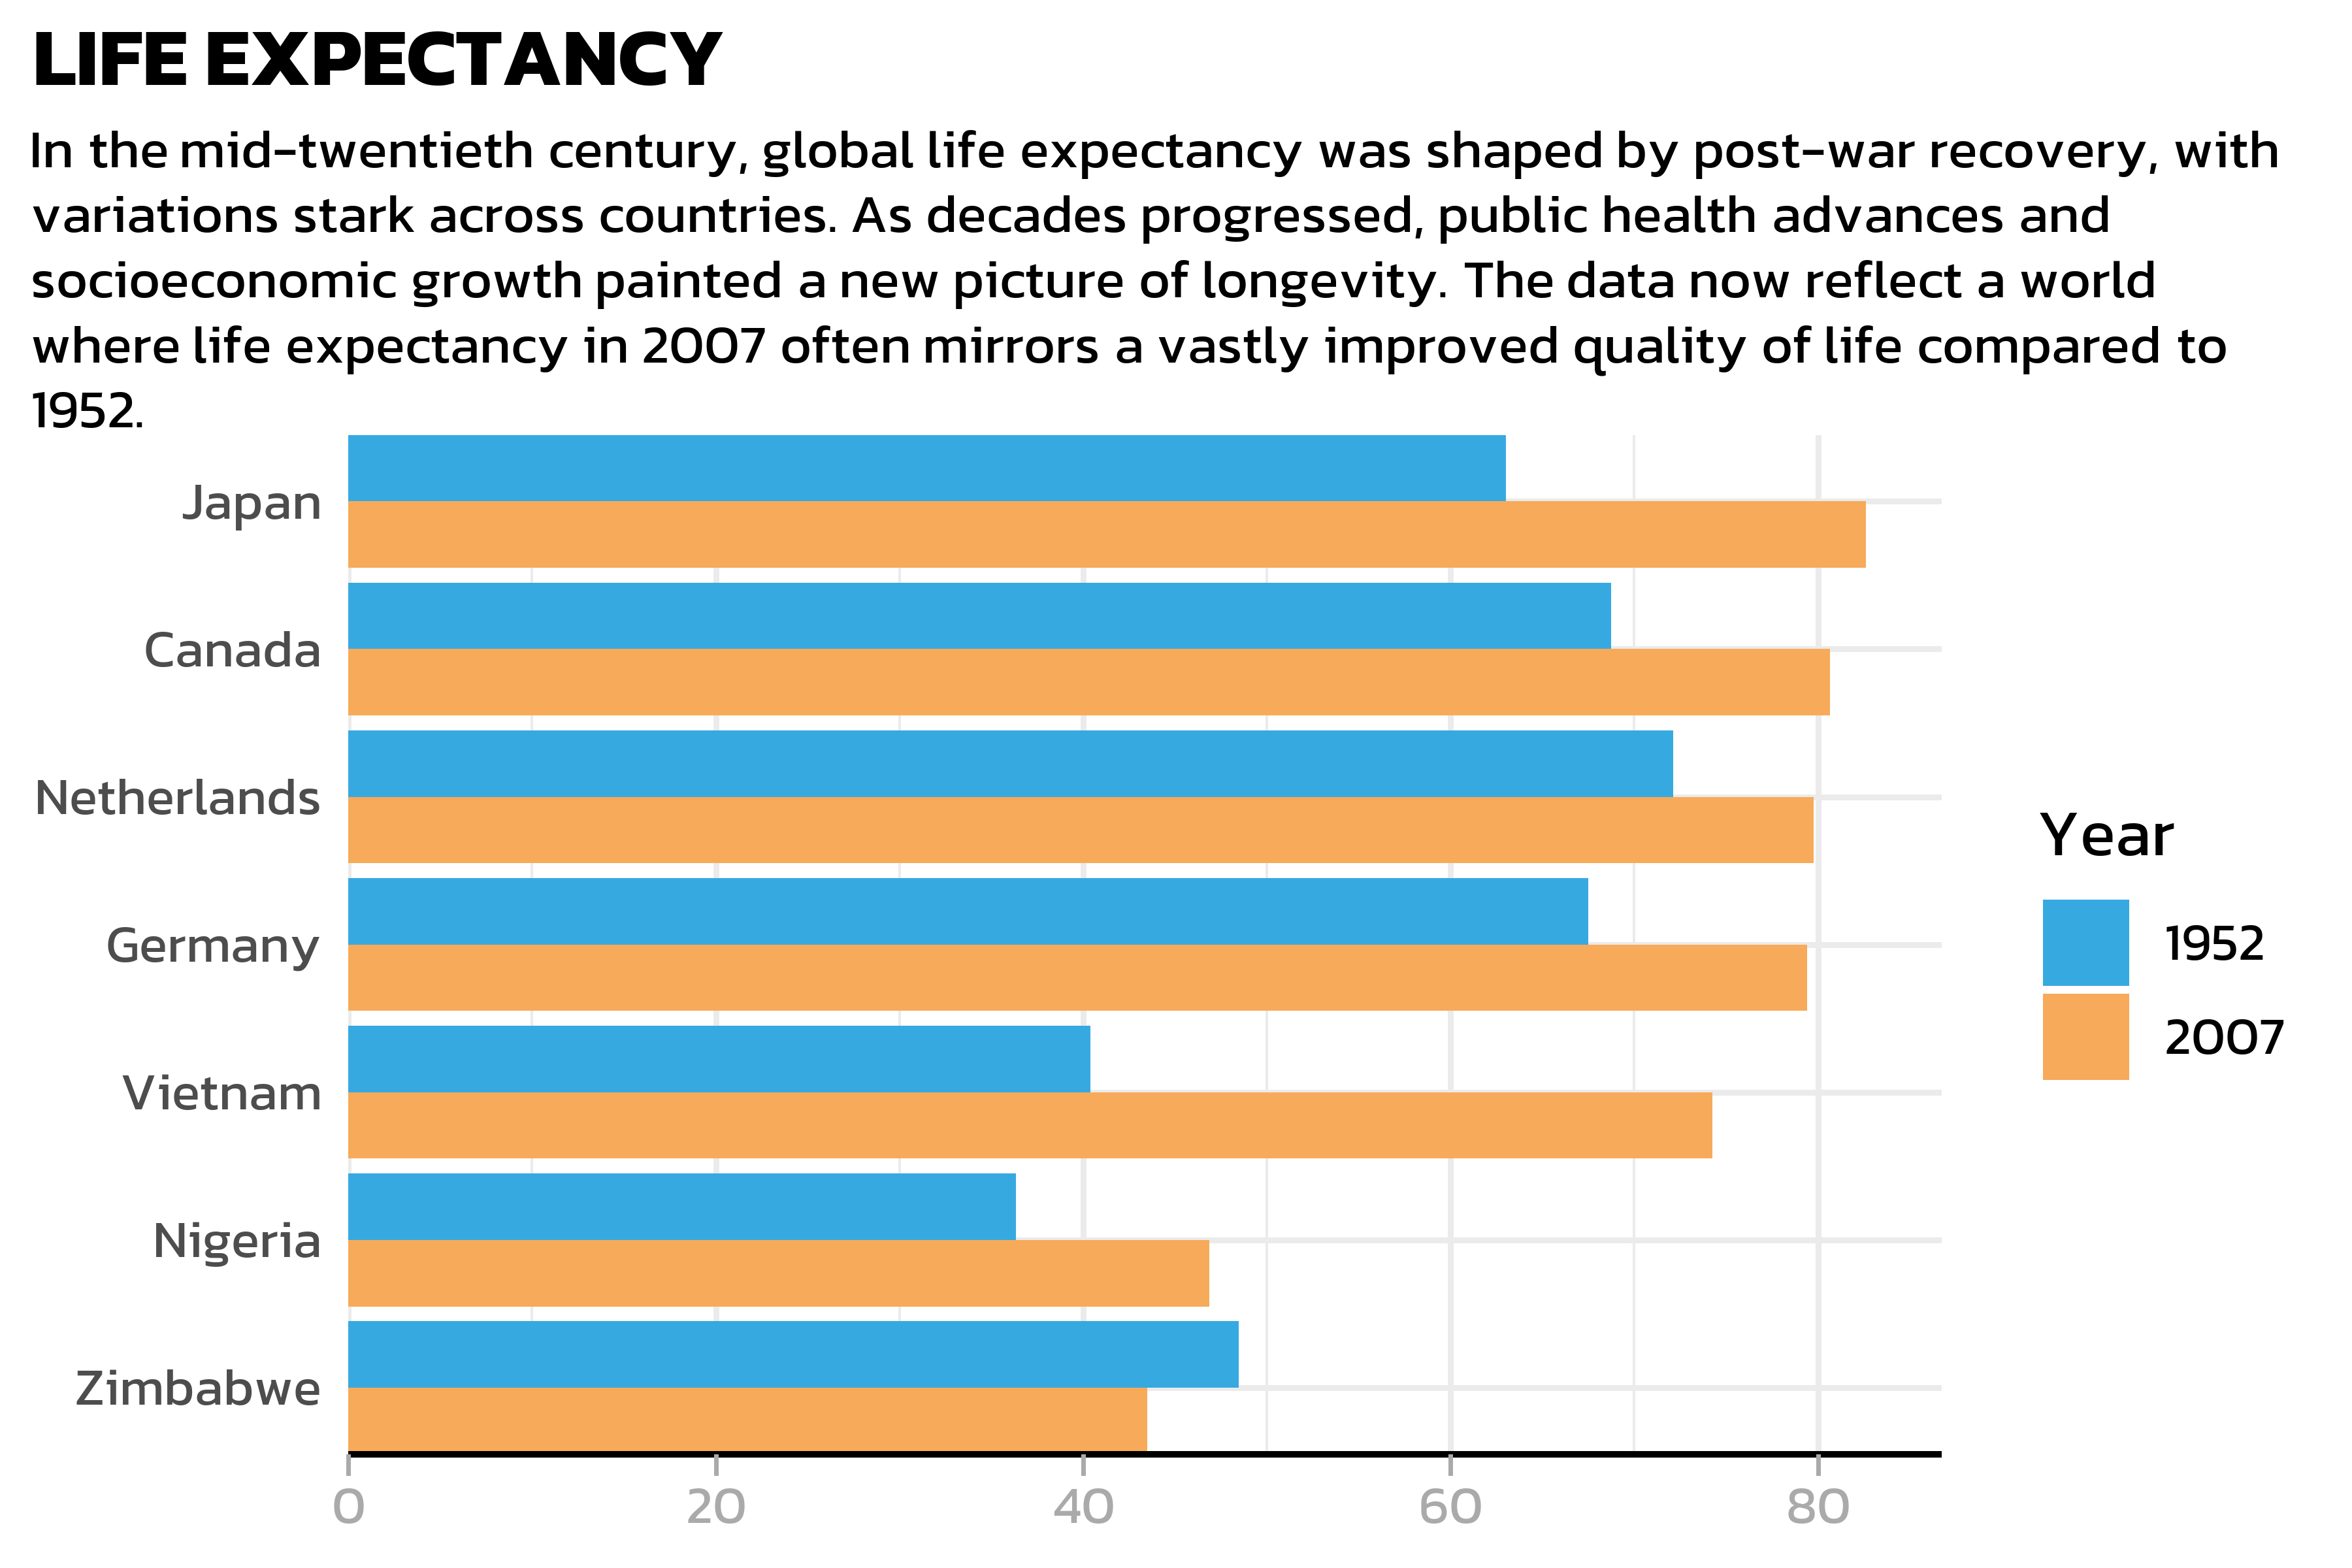 LIFE EXPECTANCY
In the mid-twentieth century, global life expectancy was shaped by post-war recovery, with
variations stark across countries. As decades progressed, public health advances and
socioeconomic growth painted a new picture of longevity. The data now reflect a world
where life expectancy in 2007 often mirrors a vastly improved quality of life compared to
1952.
Japan
Canada
Netherlands
Germany
Vietnam
Nigeria
Zimbabwe
0 20 40 60 80
Year
1952
2007